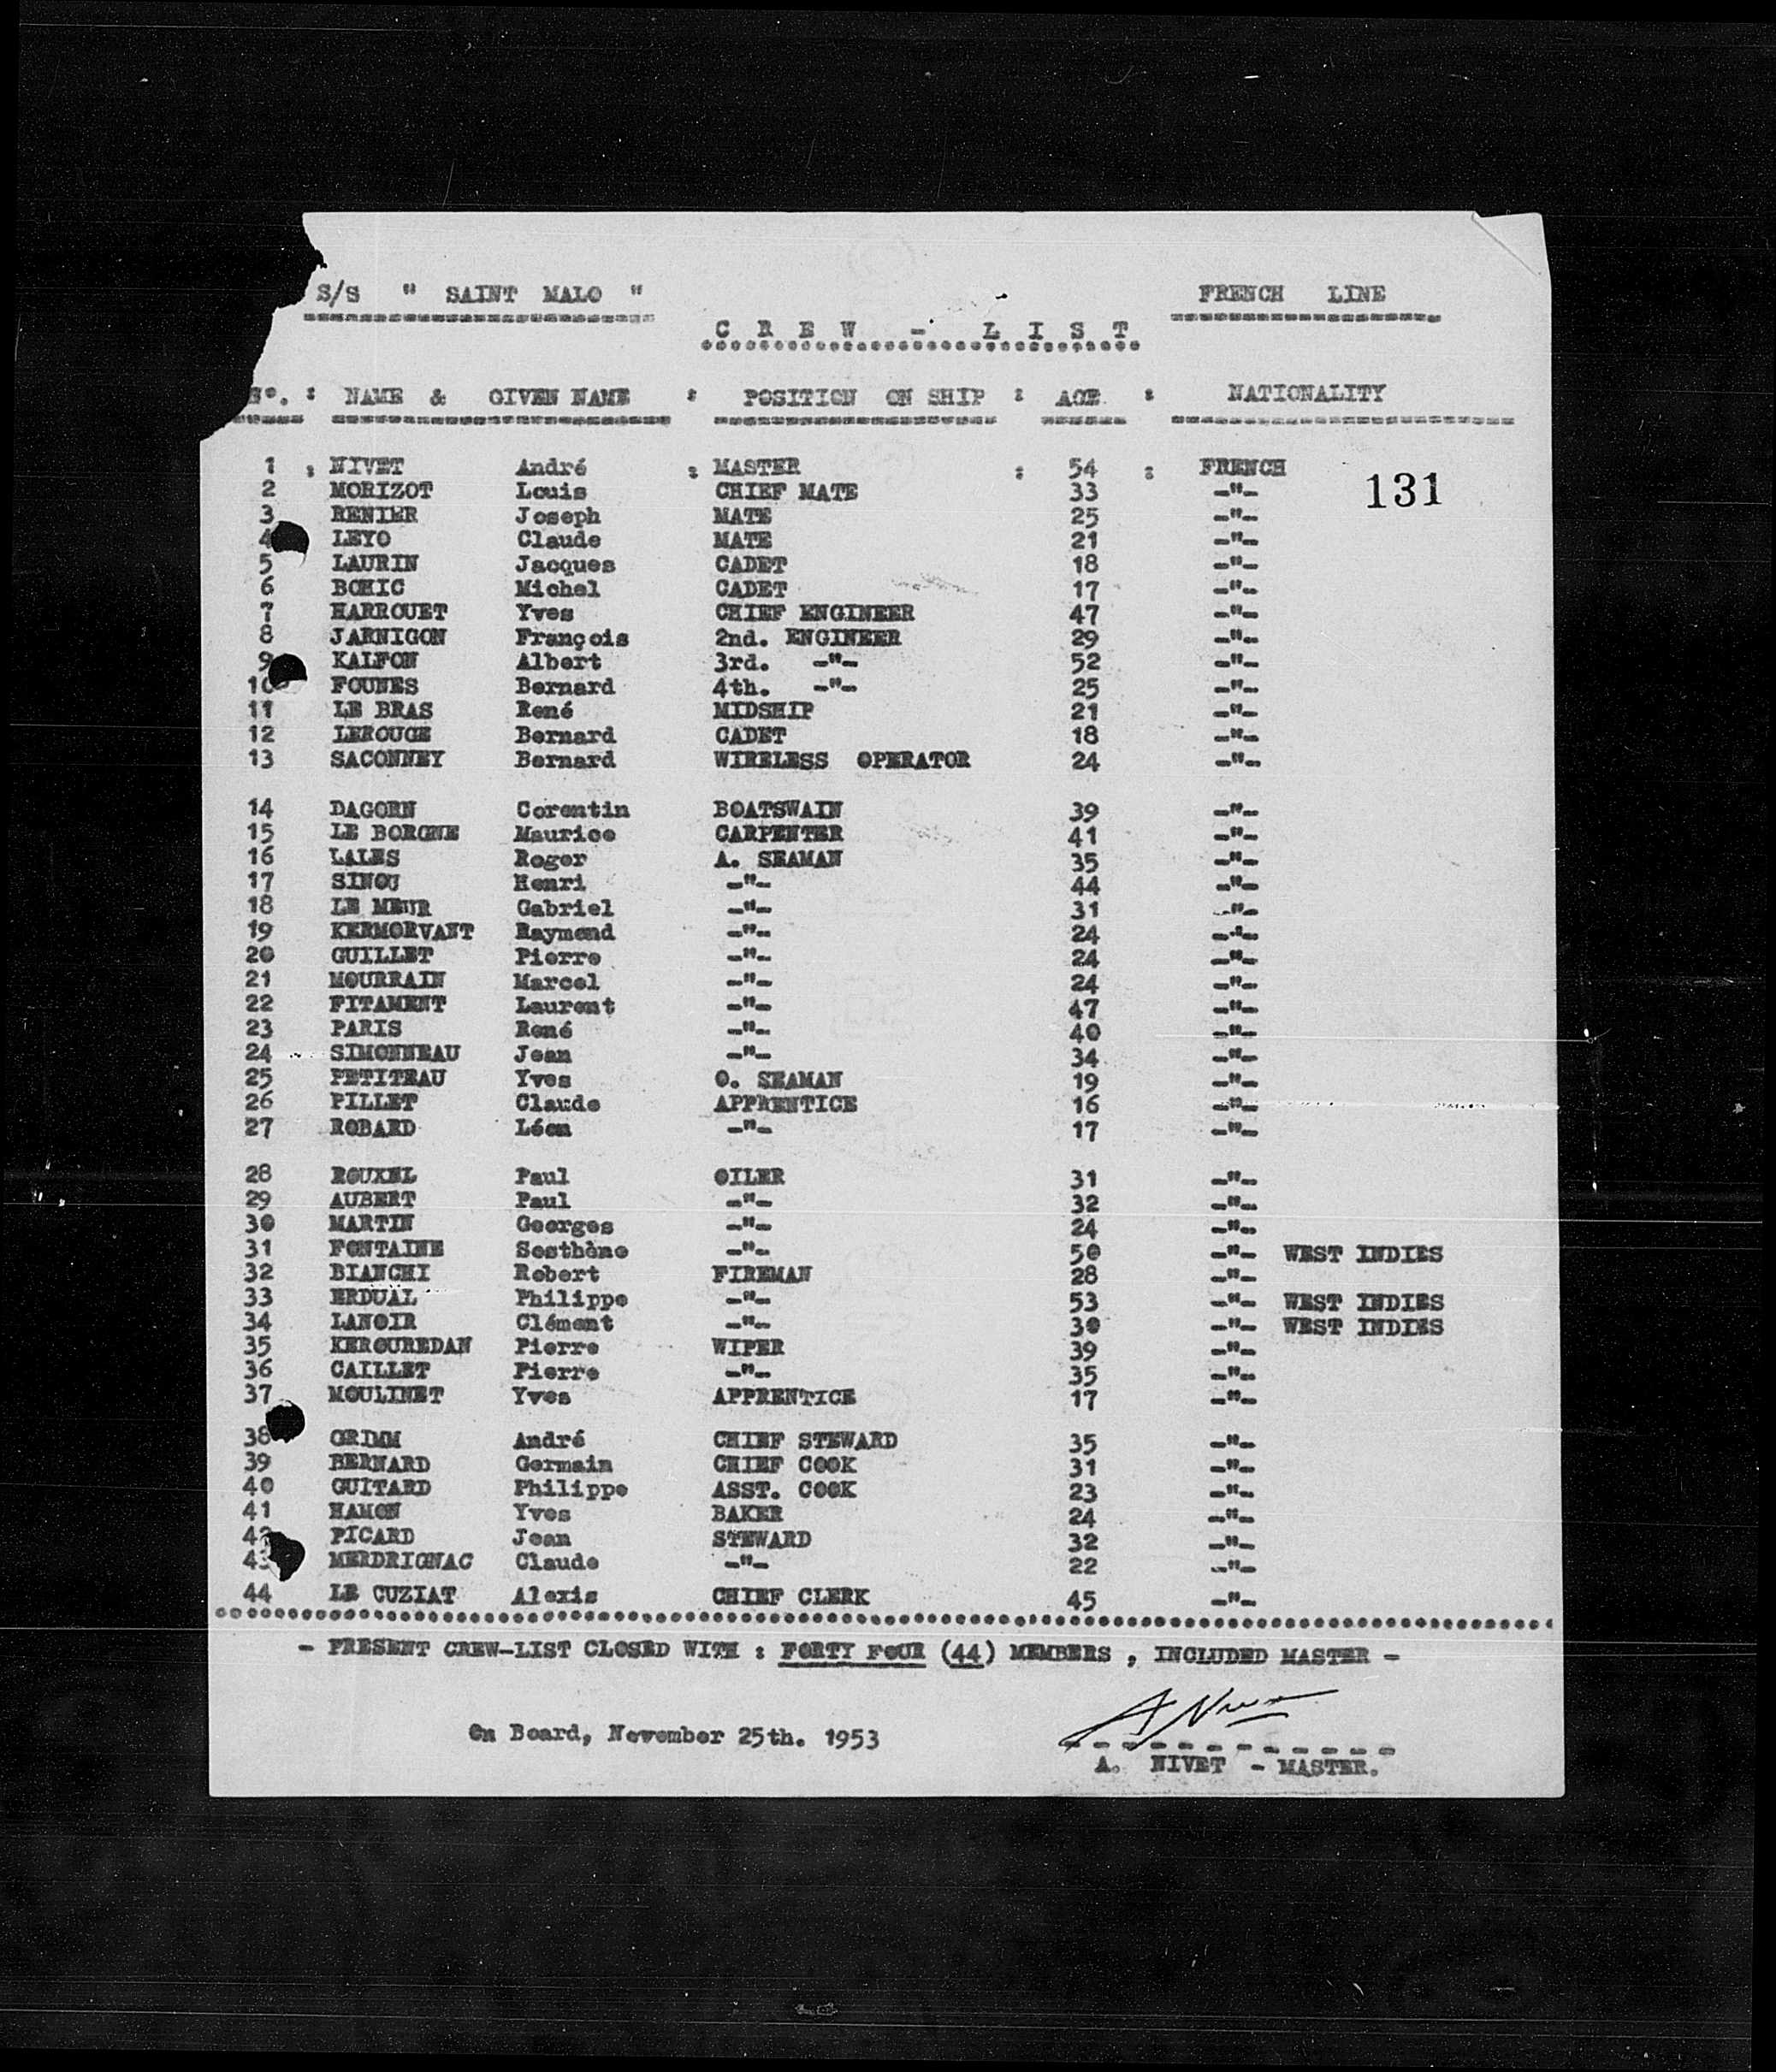 S/S " SAINT MALO " FRENCH LINE
C R E W - L I S T
N°. : NAME & GIVEN NAME : POSITION ON SHIP : AGE : NATIONALITY
1 : NIVET André : MASTER : 54 : FRENCH
131
2 MORIZOT Louis CHIEF MATE 33 -"-
3 RENIER Joseph MATE 25 -"-
4 LEYO Claude MATE 21 -"-
5 LAURIN Jacques CADET 18 -"-
6 BOHIC Michel CADET 17 -"-
7 HARROUET Yves CHIEF ENGINEER 47 -"-
8 JARNIGON François 2nd. ENGINEER 29 -"-
9 KALFON Albert 3rd. -"- 52 -"-
10 FOUNES Bernard 4th. -"- 25 -"-
11 LE BRAS René MIDSHIP 21 -"-
12 LEROUGE Bernard CADET 18 -"-
13 SACONNEY Bernard WIRELESS OPERATOR 24 -"-
14 DAGORN Corentin BOATSWAIN 39 -"-
15 LE BORGNE Maurice CARPENTER 41 -"-
16 LALES Roger A. SEAMAN 35 -"-
17 SINOU Henri -"- 44 -"-
18 LE MEUR Gabriel -"- 31 -"-
19 KERMORVANT Raymond -"- 24 -"-
20 GUILLET Pierre -"- 24 -"-
21 MOURRAIN Marcel -"- 24 -"-
22 FITAMENT Laurent -"- 47 -"-
23 PARIS René -"- 40 -"-
24 SIMONNEAU Jean -"- 34 -"-
25 PETITEAU Yves O. SEAMAN 19 -"-
26 PILLET Claude APPRENTICE 16 -"-
27 ROBARD Léon -"- 17 -"-
28 ROUXEL Paul OILER 31 -"-
29 AUBERT Paul -"- 32 -"-
30 MARTIN Georges -"- 24 -"-
31 FONTAINE Sosthène -"- 50 -"- WEST INDIES
32 BIANCHI Robert FIREMAN 28 -"-
33 ERDUAL Philippe -"- 53 -"- WEST INDIES
34 LANOIR Clément -"- 30 -"- WEST INDIES
35 KEROUREDAN Pierre WIPER 39 -"-
36 CAILLET Pierre -"- 35 -"-
37 MOULINET Yves APPRENTICE 17 -"-
38 GRIMM André CHIEF STEWARD 35 -"-
39 BERNARD Germain CHIEF COOK 31 -"-
40 GUITARD Philippe ASST. COOK 23 -"-
41 HAMON Yves BAKER 24 -"-
42 PICARD Jean STEWARD 32 -"-
43 MERDRIGNAC Claude -"- 22 -"-
44 LE CUZIAT Alexis CHIEF CLERK 45 -"-
- PRESENT CREW-LIST CLOSED WITH : FORTY FOUR (44) MEMBERS , INCLUDED MASTER -
A Nivet
On Board, November 25th. 1953
A. NIVET - MASTER.